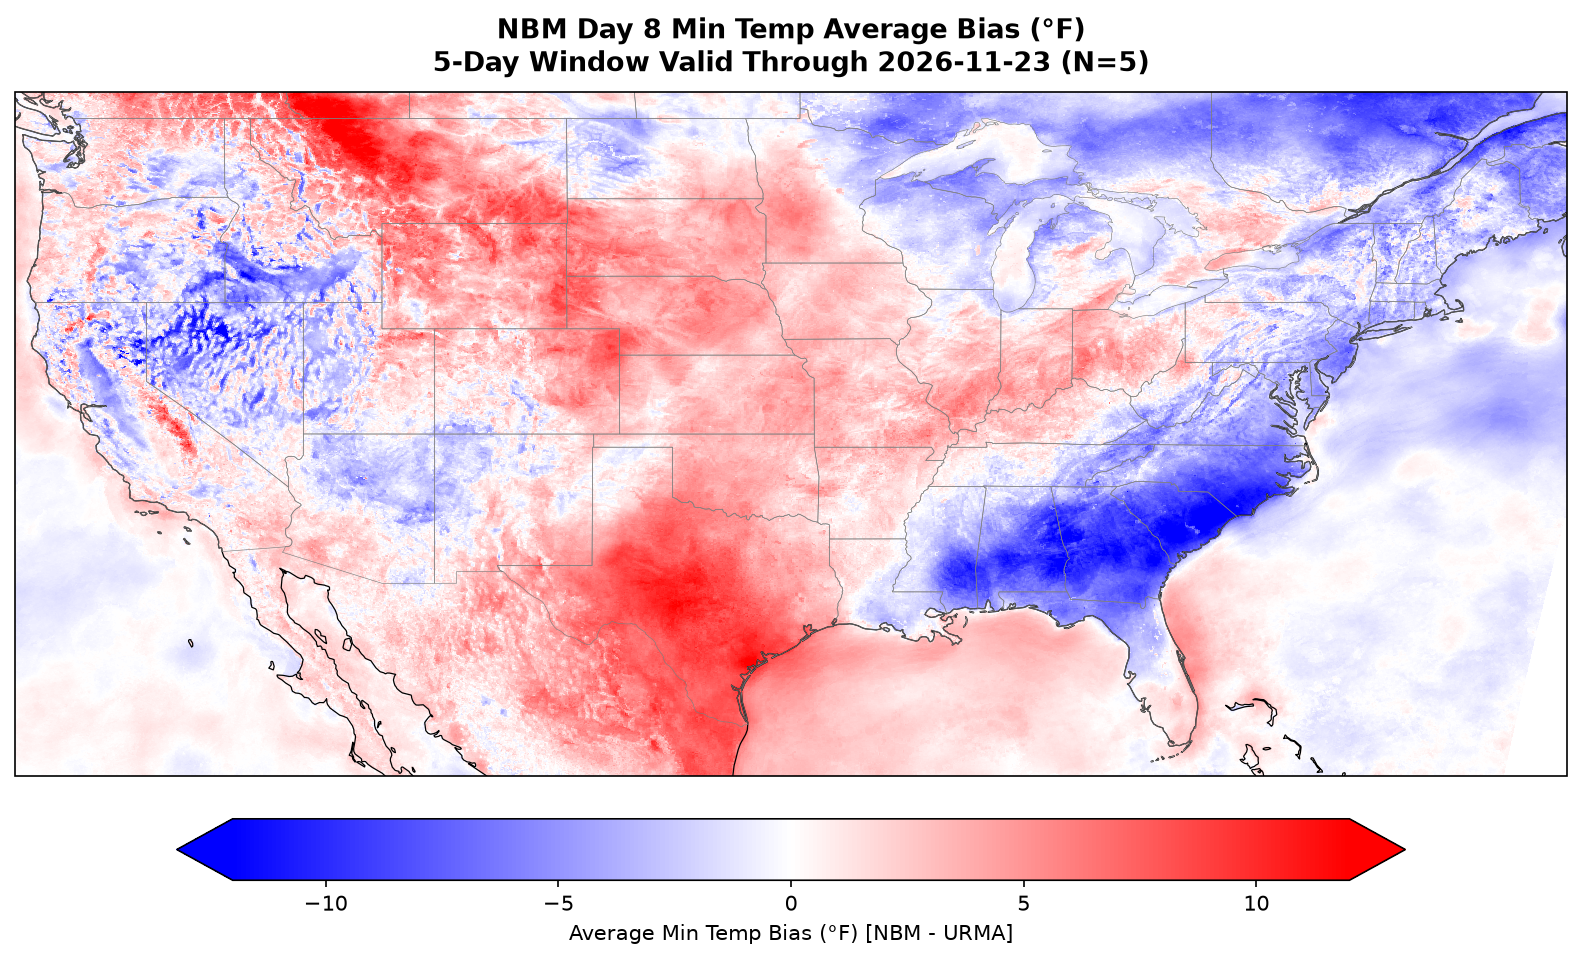 NBM Day 8 Min Temp Average Bias (°F)
5-Day Window Valid Through 2026-11-23 (N=5)
−10 −5 0 5 10
Average Min Temp Bias (°F) [NBM - URMA]